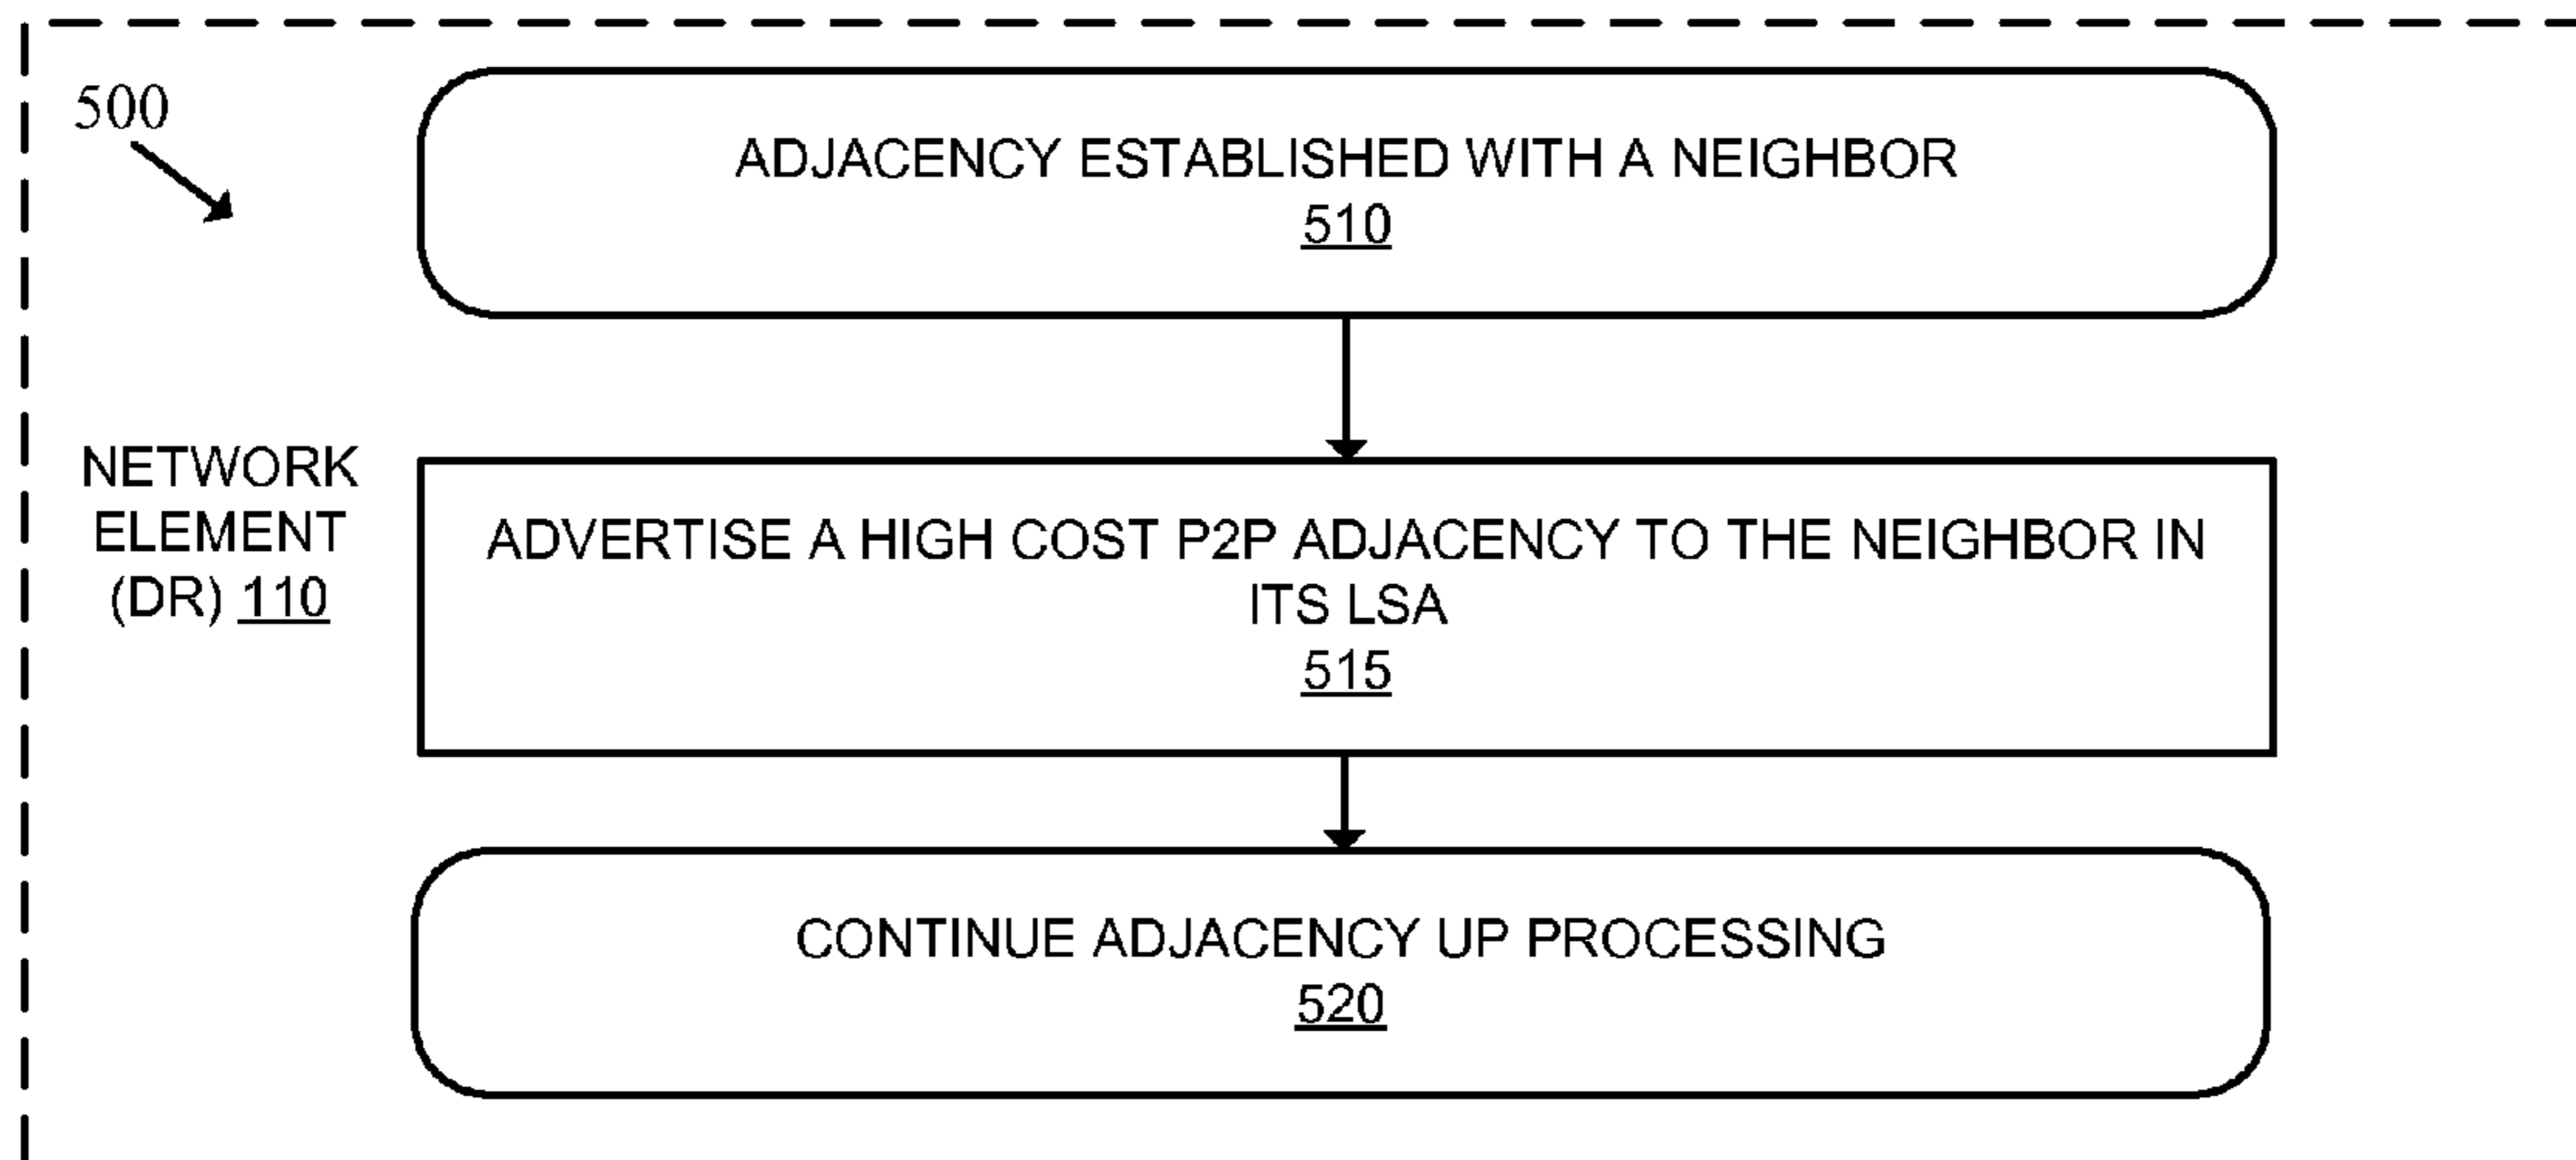 500
ADJACENCY ESTABLISHED WITH A NEIGHBOR
510
NETWORK
ELEMENT
(DR) 110
ADVERTISE A HIGH COST P2P ADJACENCY TO THE NEIGHBOR IN
ITS LSA
515
CONTINUE ADJACENCY UP PROCESSING
520